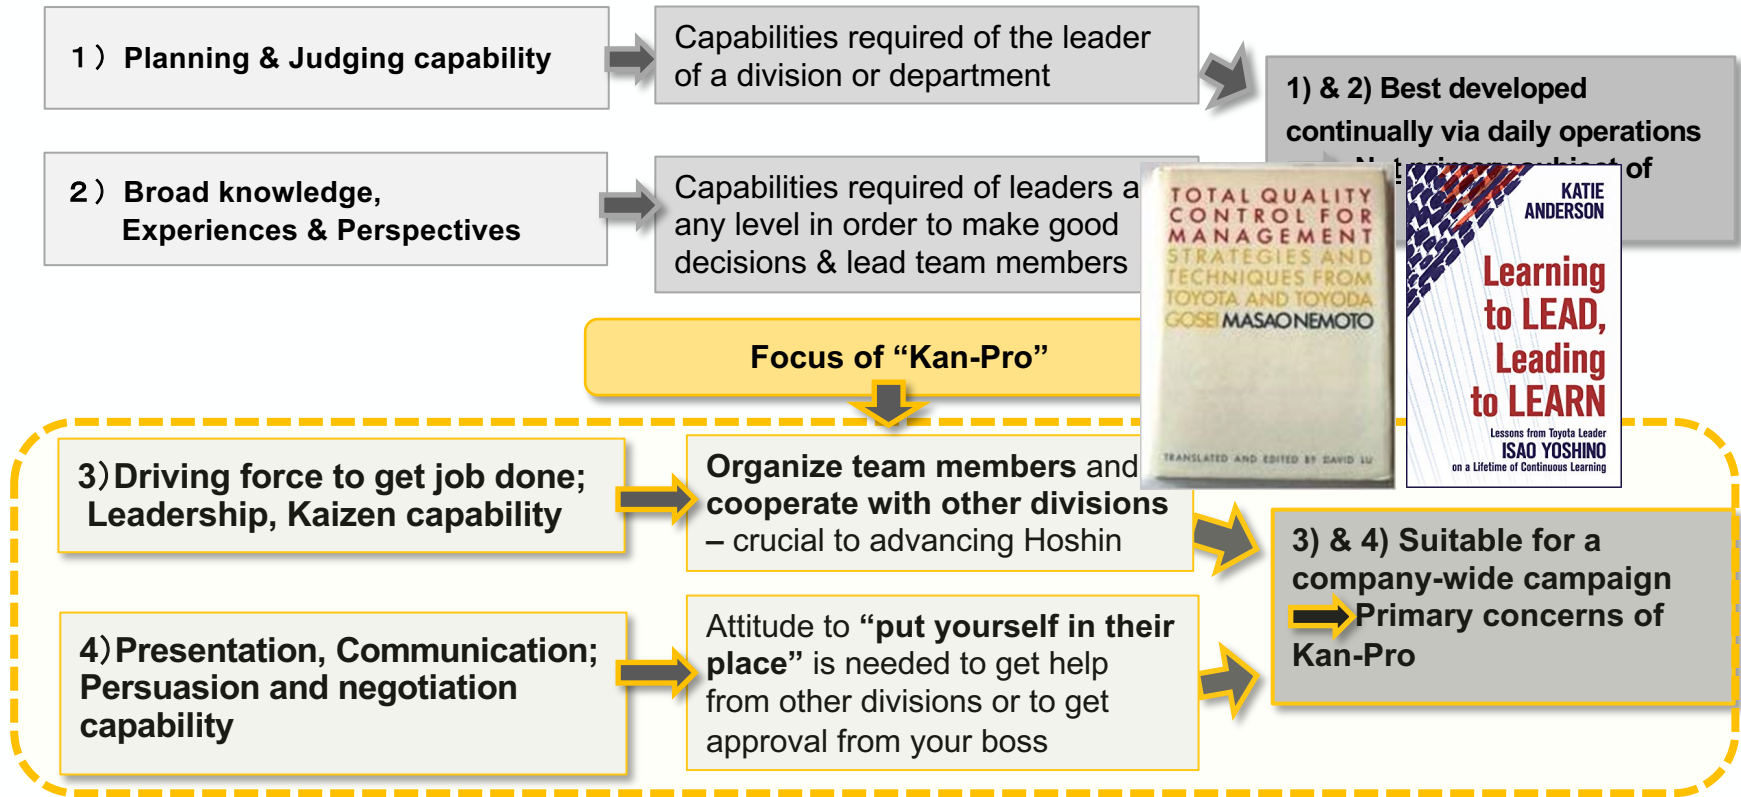 1） Planning & Judging capability
Capabilities required of the leader
of a division or department
1) & 2) Best developed
continually via daily operations
primary subject of
2） Broad knowledge,
Experiences & Perspectives
Capabilities required of leaders a
any level in order to make good
decisions & lead team members
TOTAL QUALITY
CONTROL FOR
MANAGEMENT
STRATEGIES AND
TECHNIQUES FROM
TOYOTA AND TOYODA
GOSEI MASAO NEMOTO
TRANSLATED AND EDITED BY DAVID LU
KATIE
ANDERSON
Learning
to LEAD,
Leading
to LEARN
Lessons from Toyota Leader
ISAO YOSHINO
on a Lifetime of Continuous Learning
Focus of “Kan-Pro”
3）Driving force to get job done;
Leadership, Kaizen capability
Organize team members and
cooperate with other divisions
– crucial to advancing Hoshin
3) & 4) Suitable for a
company-wide campaign
Primary concerns of
Kan-Pro
4）Presentation, Communication;
Persuasion and negotiation
capability
Attitude to “put yourself in their
place” is needed to get help
from other divisions or to get
approval from your boss